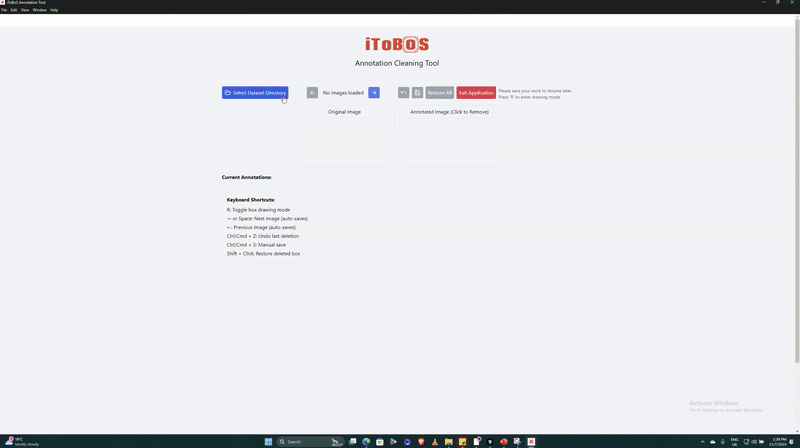 iToBoS Annotation Tool
File Edit View Window Help
iToBOS
Annotation Cleaning Tool
Select Dataset Directory
No images loaded
Restore All
Exit Application
Please save your work to resume later.
Press 'R' to enter drawing mode
Original Image
Annotated Image (Click to Remove)
Current Annotations:
Keyboard Shortcuts:
R: Toggle box drawing mode
→ or Space: Next image (auto-saves)
←: Previous image (auto-saves)
Ctrl/Cmd + Z: Undo last deletion
Ctrl/Cmd + S: Manual save
Shift + Click: Restore deleted box
Activate Windows
Go to Settings to activate Windows.
18°C
Mostly cloudy
Search
ENG
UK
2:28 PM